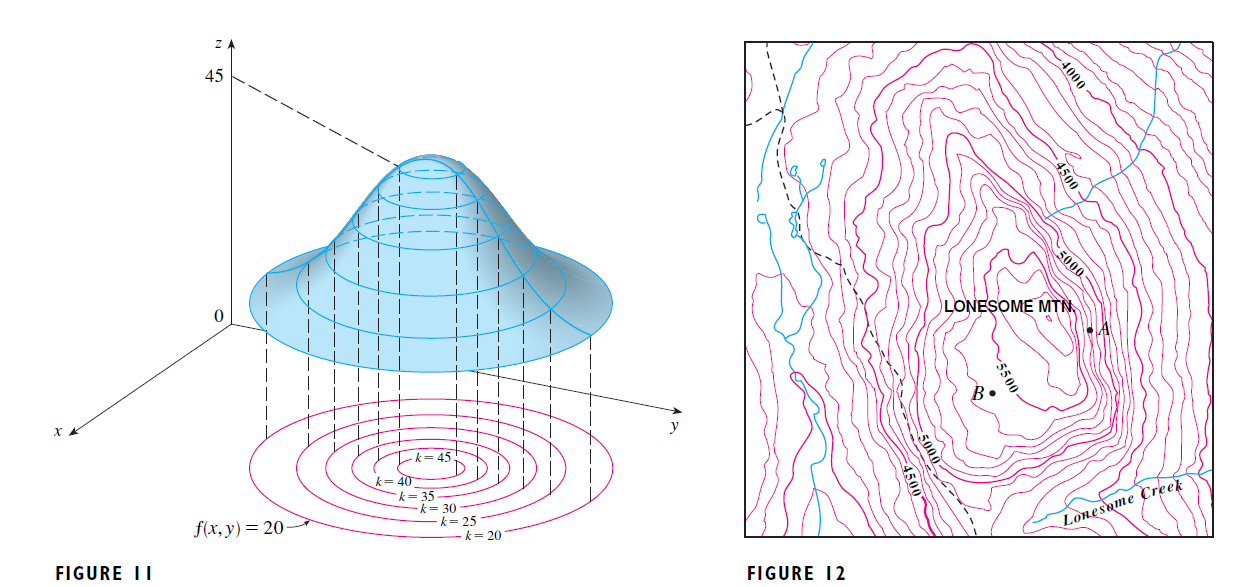 z
45
0
x
y
k = 45
k = 40
k = 35
k = 30
k = 25
k = 20
f(x, y) = 20
FIGURE 11
4000
4500
5000
LONESOME MTN.
A
5500
B
5000
4500
Lonesome Creek
FIGURE 12